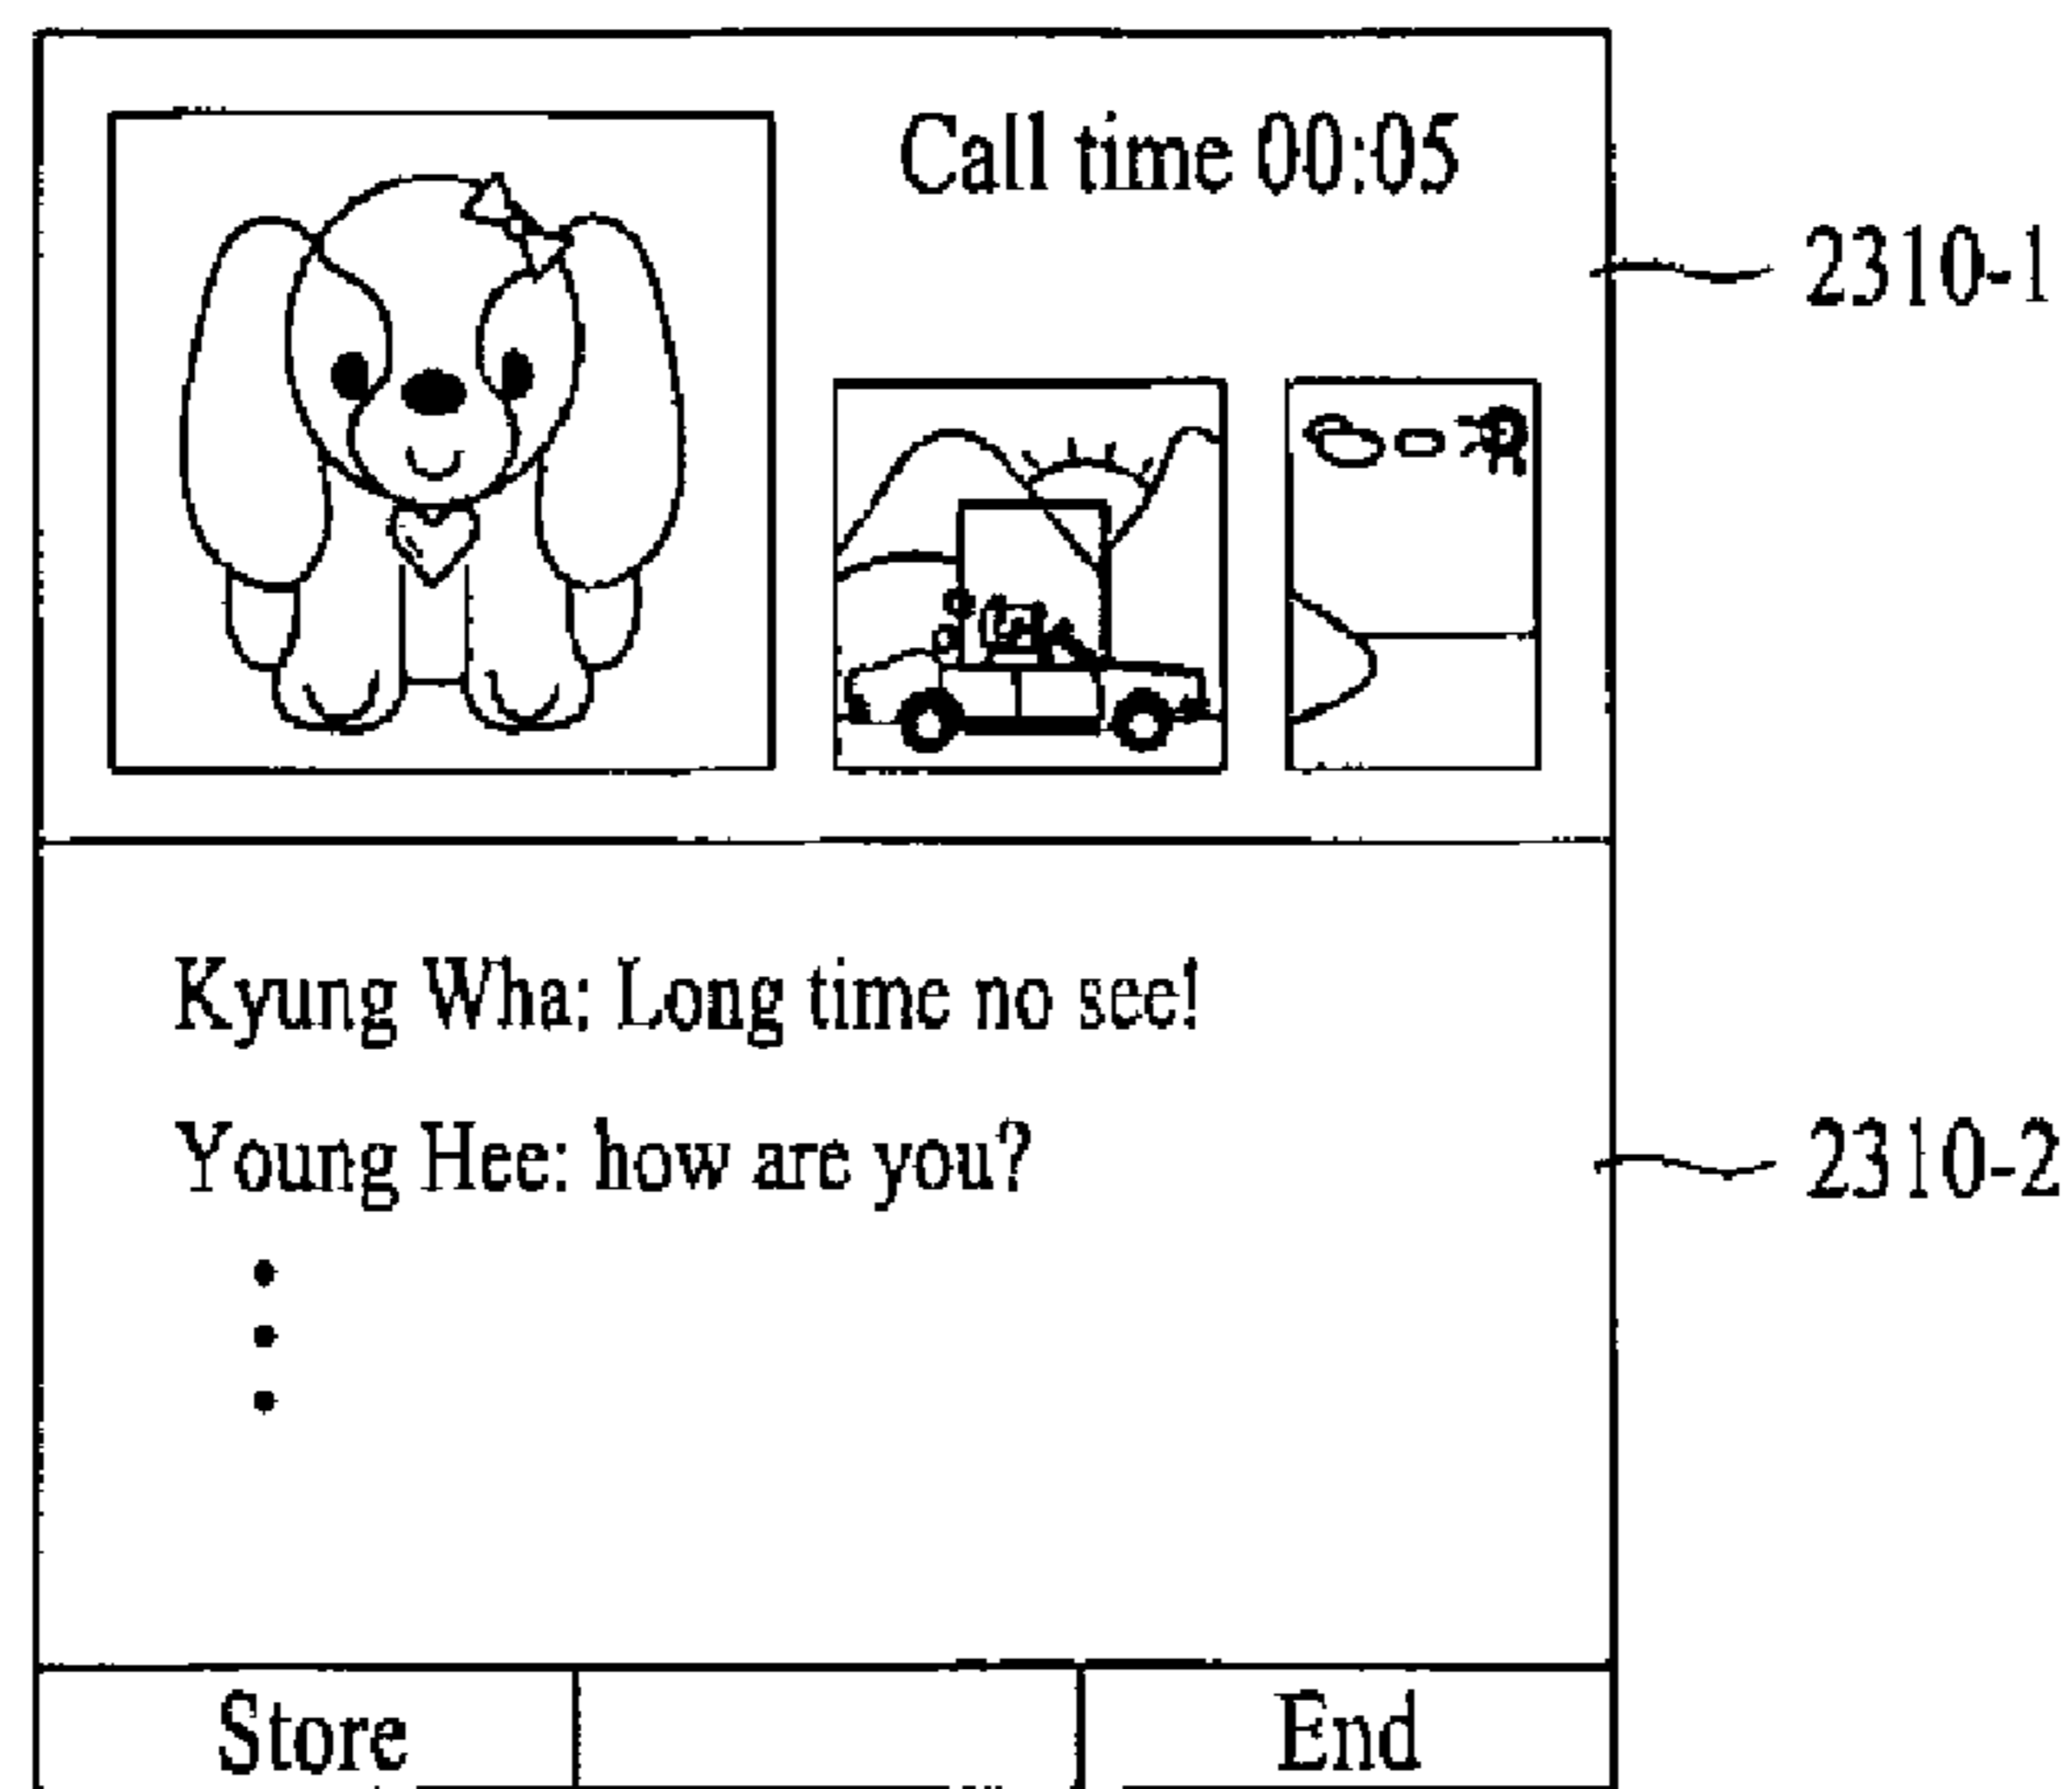 Call time 00:05
2310-1
Kyung Wha: Long time no see!
Young Hee: how are you?
2310-2
Store
End